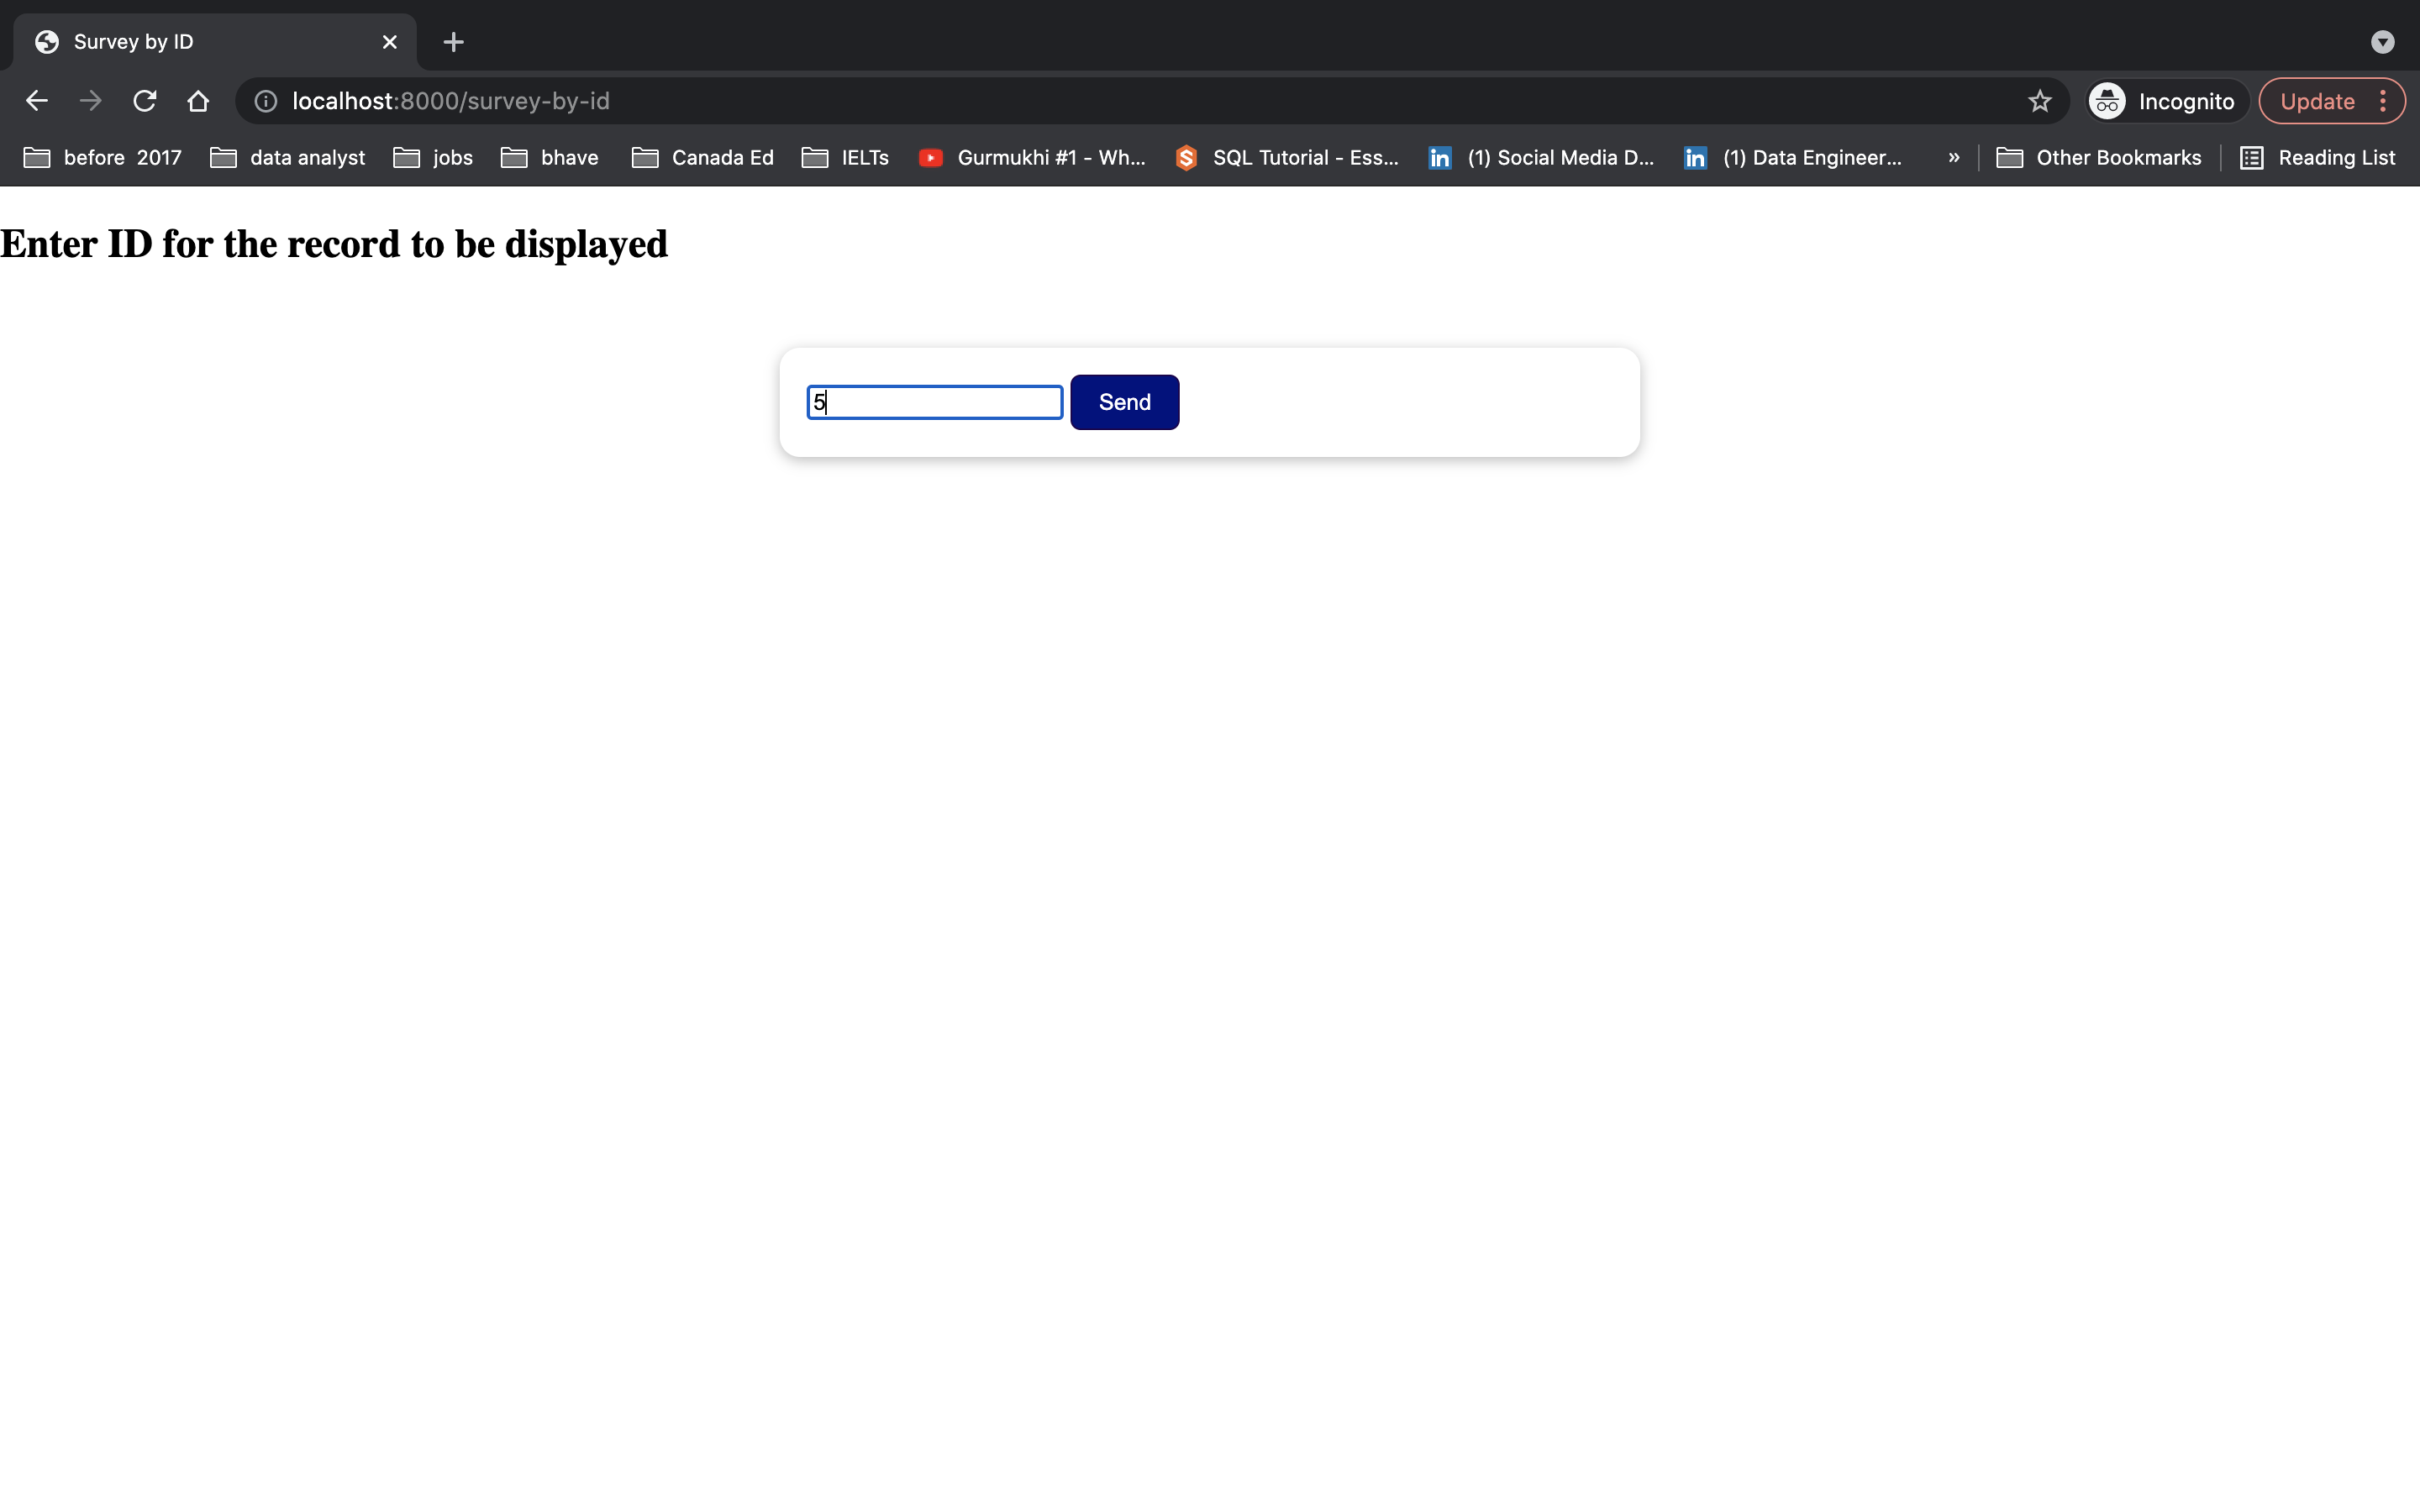 Survey by ID
localhost:8000/survey-by-id
Incognito
Update
before 2017 data analyst jobs bhave Canada Ed IELTs Gurmukhi #1 - Wh... SQL Tutorial - Ess... (1) Social Media D... (1) Data Engineer... » Other Bookmarks Reading List
Enter ID for the record to be displayed
5 Send